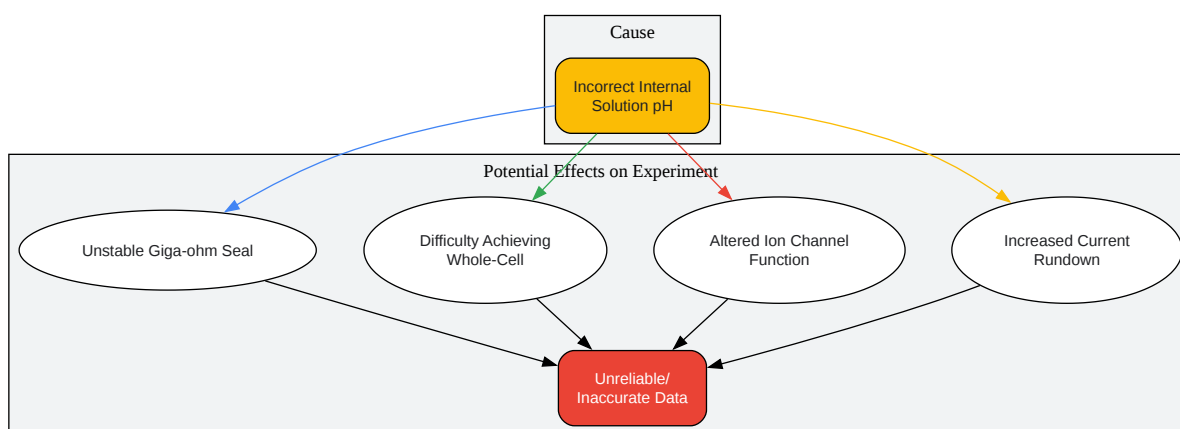 Cause
Incorrect Internal
Solution pH
Potential Effects on Experiment
Unstable Giga-ohm Seal
Difficulty Achieving
Whole-Cell
Altered Ion Channel
Function
Increased Current
Rundown
Unreliable/
Inaccurate Data